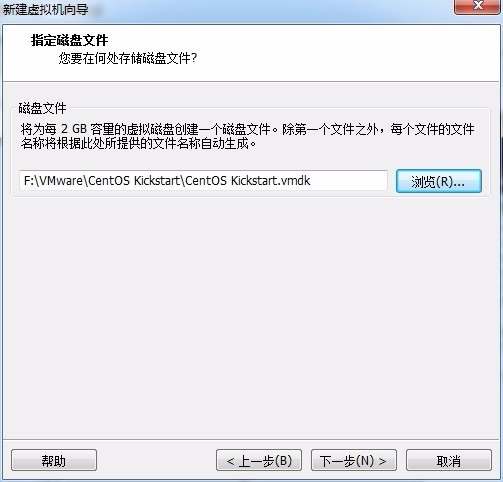 新建虚拟机向导
指定磁盘文件
您要在何处存储磁盘文件?
磁盘文件
将为每 2 GB 容量的虚拟磁盘创建一个磁盘文件。除第一个文件之外，每个文件的文件
名称将根据此处所提供的文件名称自动生成。
F:\VMware\CentOS Kickstart\CentOS Kickstart.vmdk
浏览(R)...
帮助
< 上一步(B)
下一步(N) >
取消